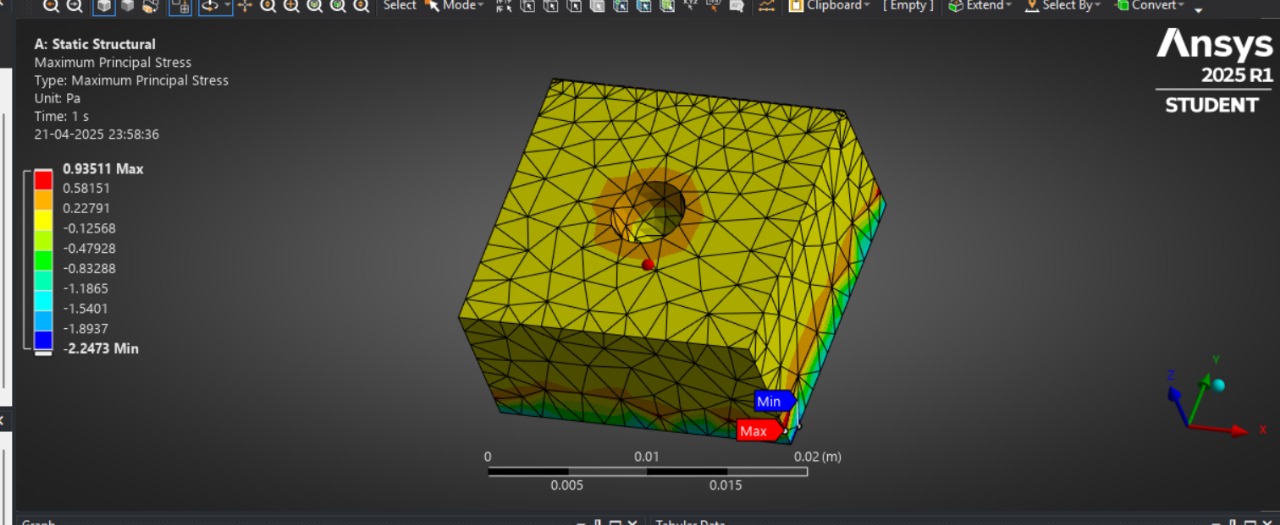 Select Mode Clipboard [ Empty ] Extend Select By Convert
A: Static Structural
Maximum Principal Stress
Type: Maximum Principal Stress
Unit: Pa
Time: 1 s
21-04-2025 23:58:36
Ansys
2025 R1
STUDENT
0.93511 Max
0.58151
0.22791
-0.12568
-0.47928
-0.83288
-1.1865
-1.5401
-1.8937
-2.2473 Min
Min
Max
Z
Y
X
0 0.01 0.02 (m)
0.005 0.015
Graph Tabular Data